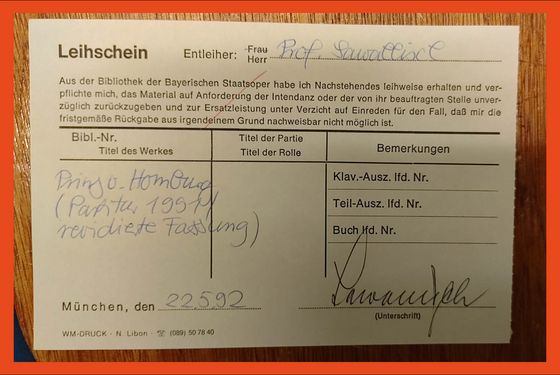 Leihschein Entleiher: Frau Herr Prof. Sawallisch
Aus der Bibliothek der Bayerischen Staatsoper habe ich Nachstehendes leihweise erhalten und ver-
pflichte mich, das Material auf Anforderung der Intendanz oder der von ihr beauftragten Stelle unver-
züglich zurückzugeben und zur Ersatzleistung unter Verzicht auf Einreden für den Fall, daß mir die
fristgemäße Rückgabe aus irgendeinem Grund nachweisbar nicht möglich ist.
Bibl.-Nr. Titel der Partie Bemerkungen
Titel des Werkes Titel der Rolle
Prinz v. Homburg
(Partitur 1991/
revidierte Fassung)
Klav.-Ausz. lfd. Nr.
Teil-Ausz. lfd. Nr.
Buch lfd. Nr.
München, den 22.5.92 Sawallisch
(Unterschrift)
WM-DRUCK · N. Libon · ☏ (089) 50 78 40